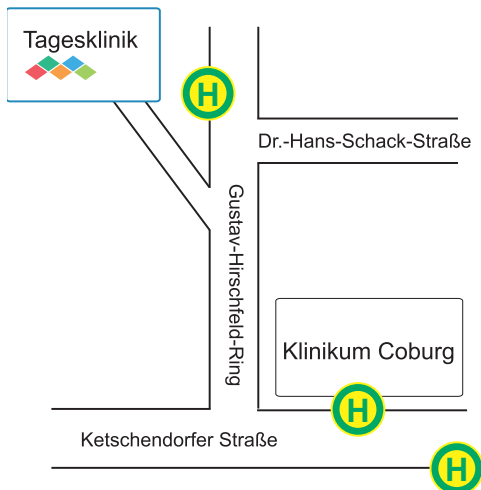 Tagesklinik
H
Dr.-Hans-Schack-Straße
Gustav-Hirschfeld-Ring
Klinikum Coburg
H
Ketschendorfer Straße
H